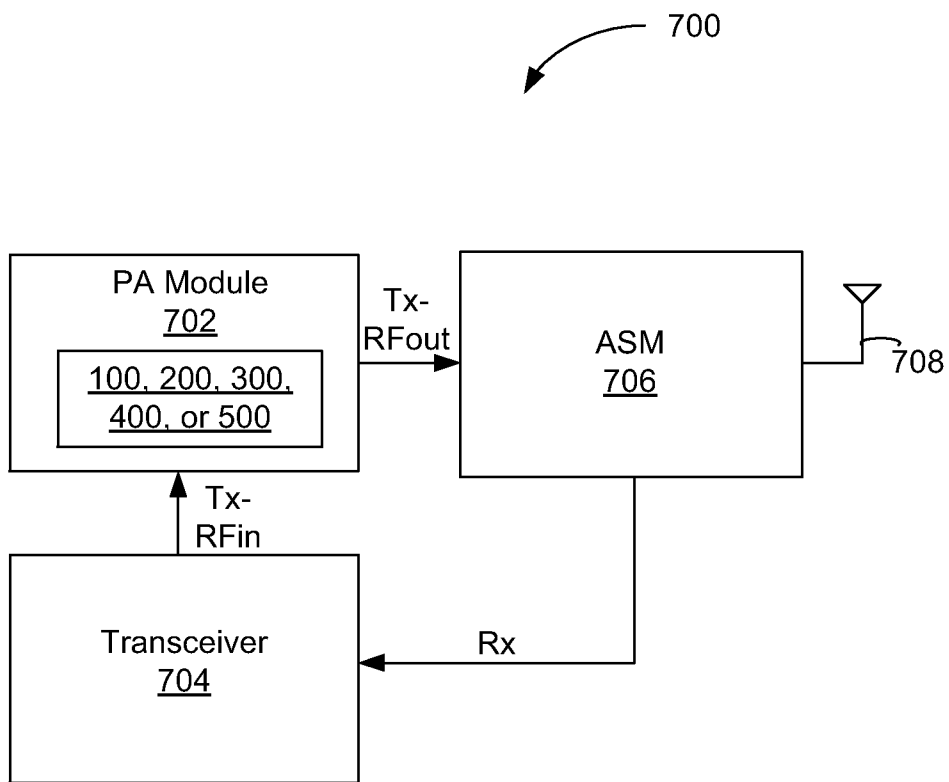 700
PA Module
702
100, 200, 300,
400, or 500
Tx-
RFout
ASM
706
708
Tx-
RFin
Transceiver
704
Rx